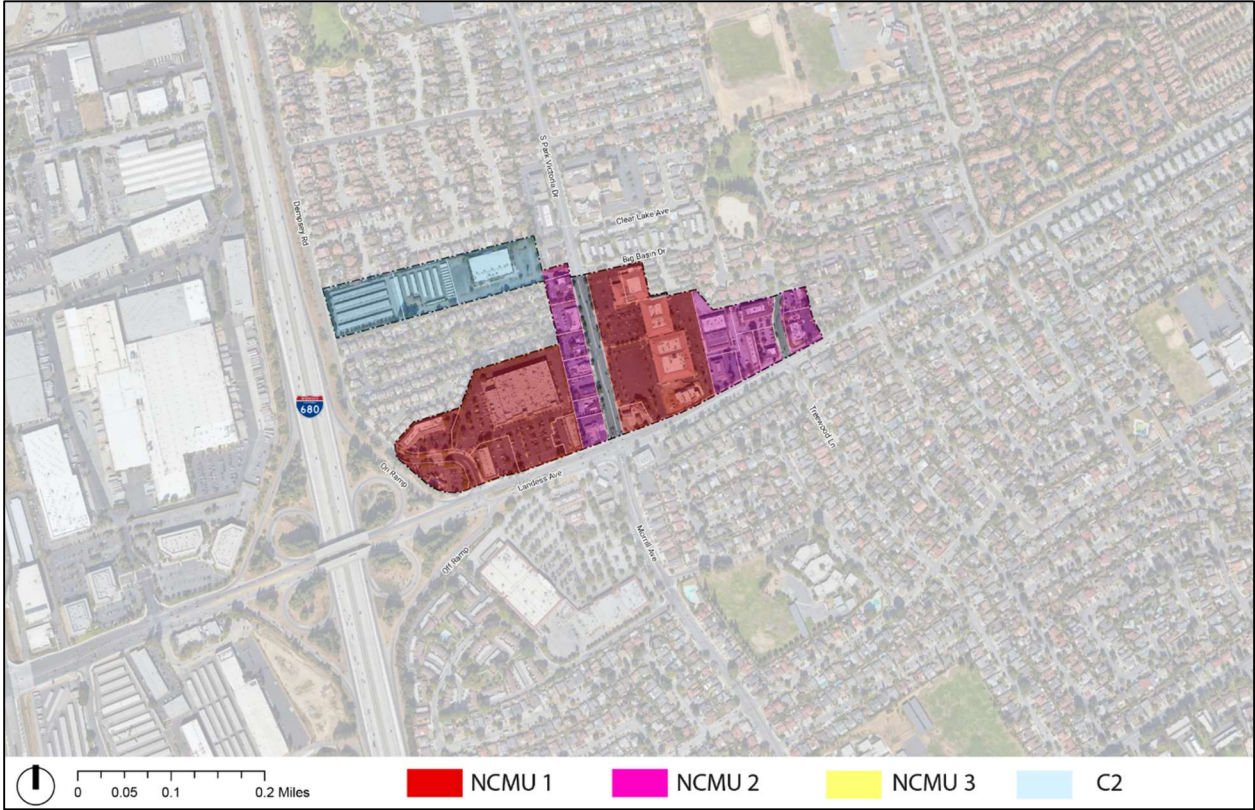 S Park Victoria Dr
Clear Lake Ave
Dempsey Rd
Big Basin Dr
680
Treewood Ln
On Ramp
Landess Ave
Morrill Ave
Off Ramp
0 0.05 0.1 0.2 Miles
NCMU 1 NCMU 2 NCMU 3 C2